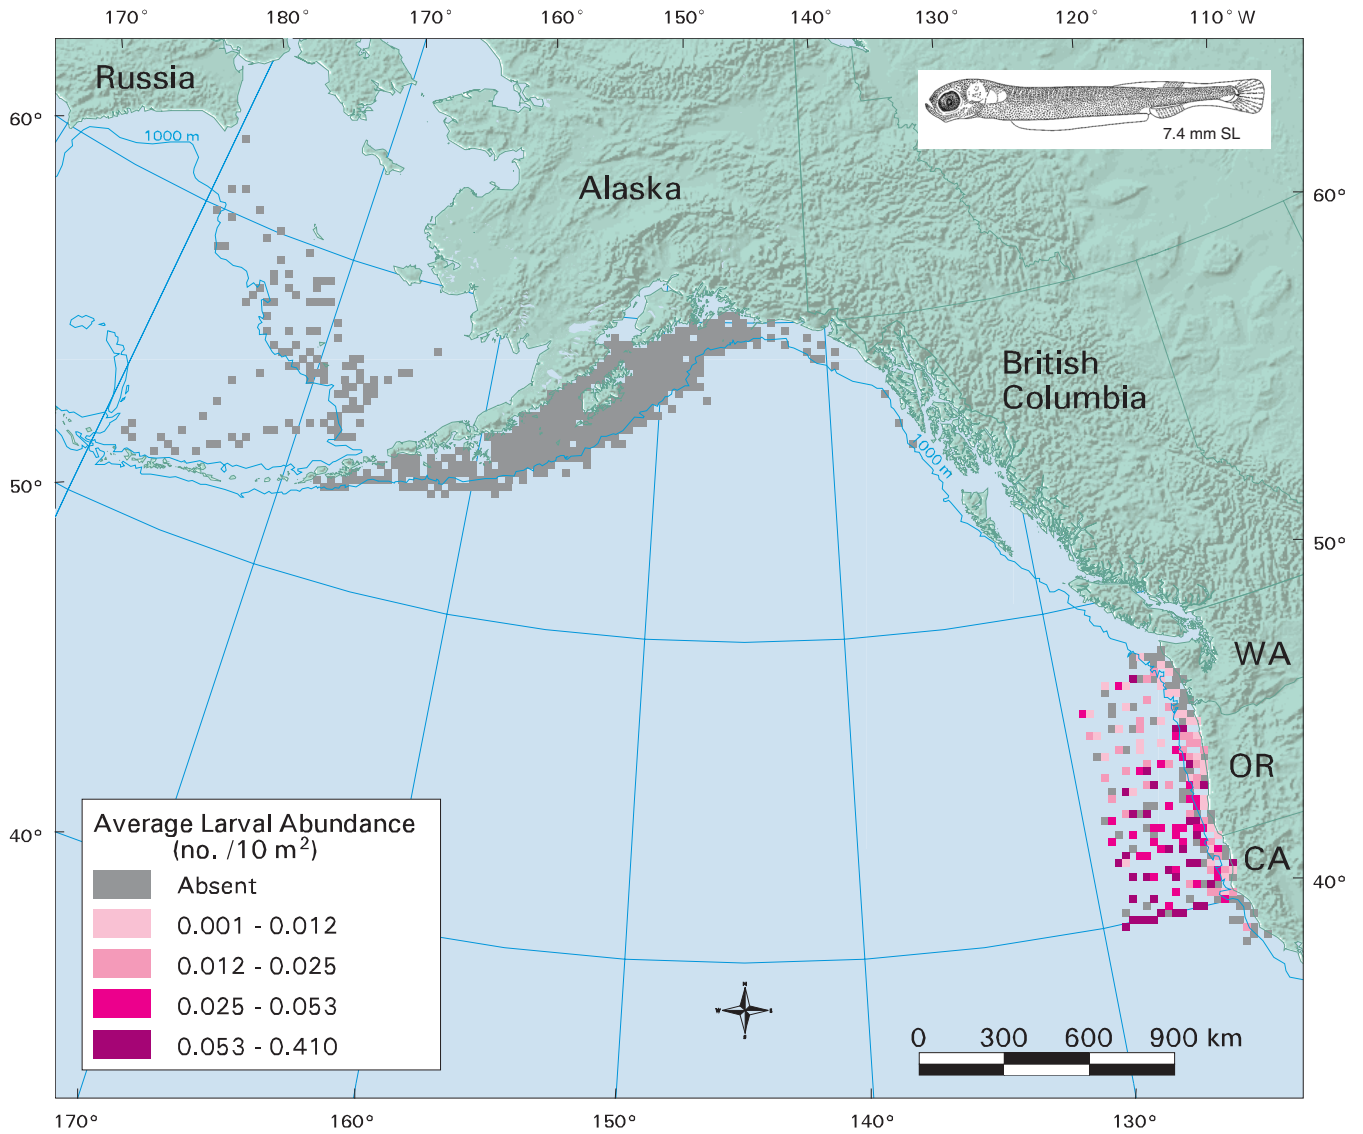 170° 180° 170° 160° 150° 140° 130° 120° 110° W
Russia
1000 m
7.4 mm SL
60°
60°
Alaska
British
Columbia
1000 m
50°
50°
WA
OR
CA
40°
40°
Average Larval Abundance
(no. /10 m²)
Absent
0.001 - 0.012
0.012 - 0.025
0.025 - 0.053
0.053 - 0.410
N
W
S
0 300 600 900 km
170° 160° 150° 140° 130°